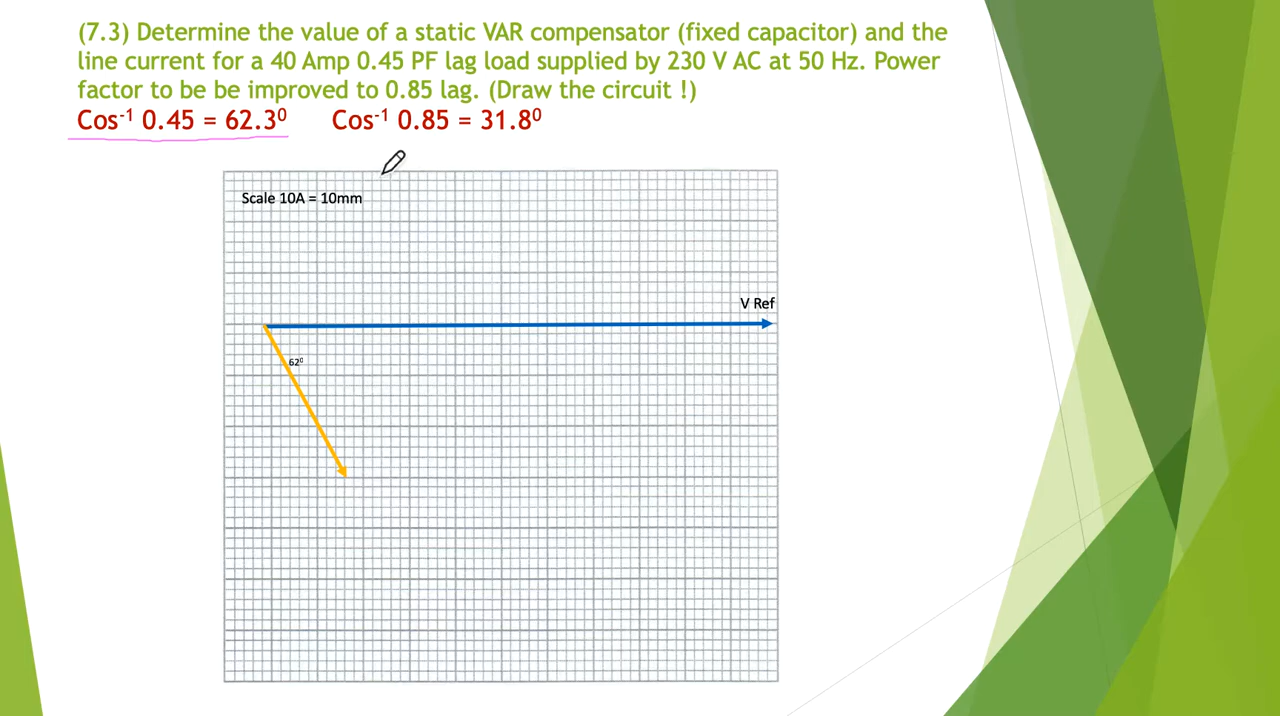 (7.3) Determine the value of a static VAR compensator (fixed capacitor) and the
line current for a 40 Amp 0.45 PF lag load supplied by 230 V AC at 50 Hz. Power
factor to be be improved to 0.85 lag. (Draw the circuit !)
Cos⁻¹ 0.45 = 62.3⁰ Cos⁻¹ 0.85 = 31.8⁰
Scale 10A = 10mm
V Ref
62⁰